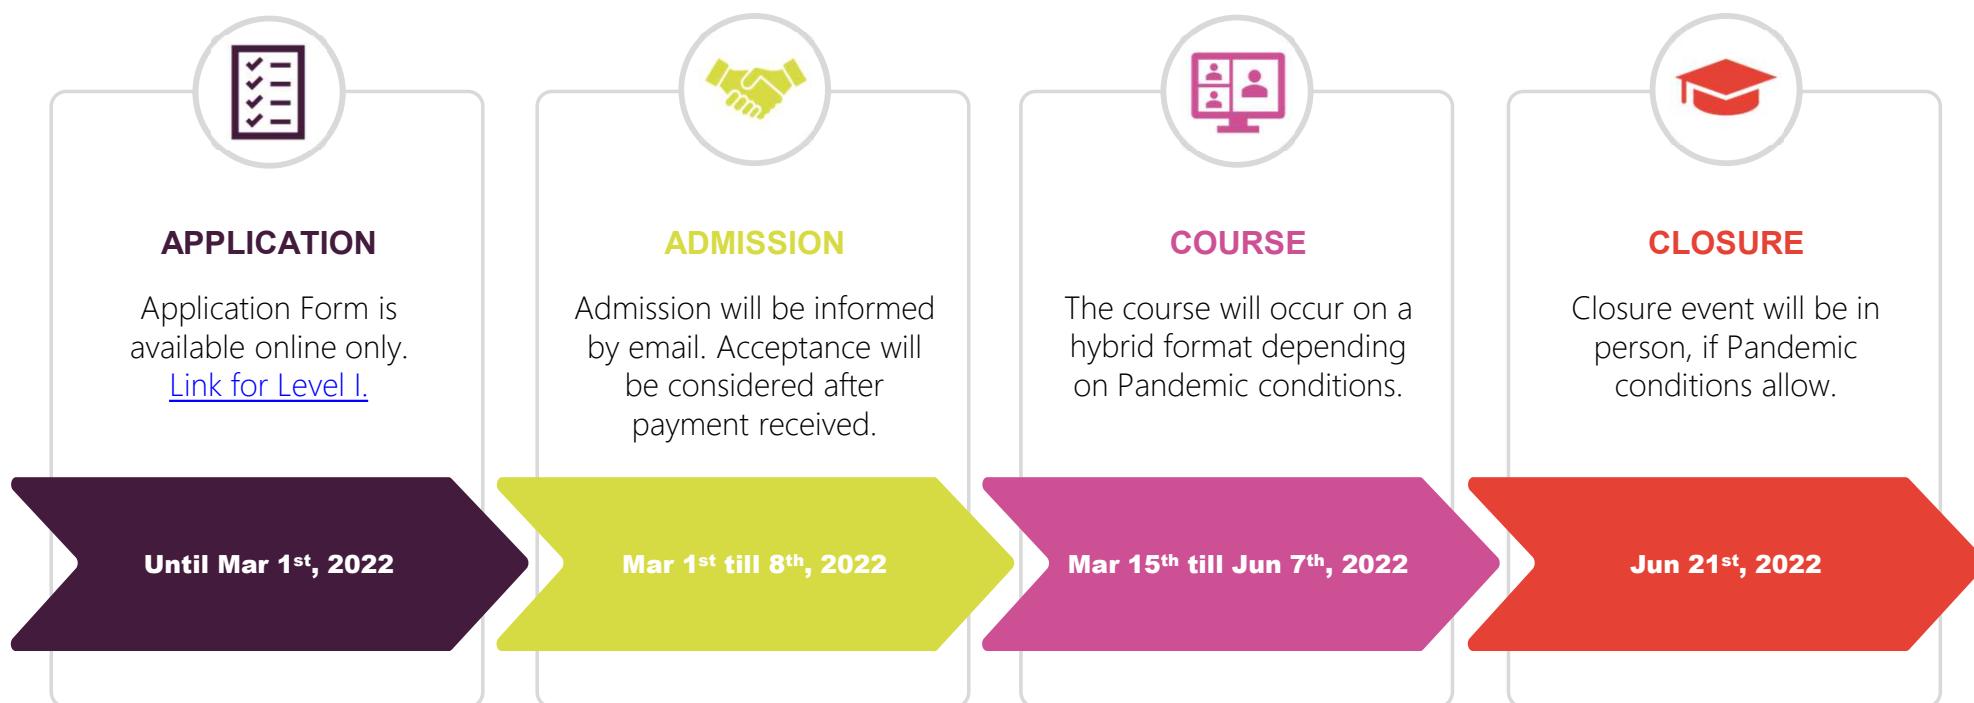 APPLICATION
Application Form is
available online only.
Link for Level I.
Until Mar 1st, 2022
ADMISSION
Admission will be informed
by email. Acceptance will
be considered after
payment received.
Mar 1st till 8th, 2022
COURSE
The course will occur on a
hybrid format depending
on Pandemic conditions.
Mar 15th till Jun 7th, 2022
CLOSURE
Closure event will be in
person, if Pandemic
conditions allow.
Jun 21st, 2022